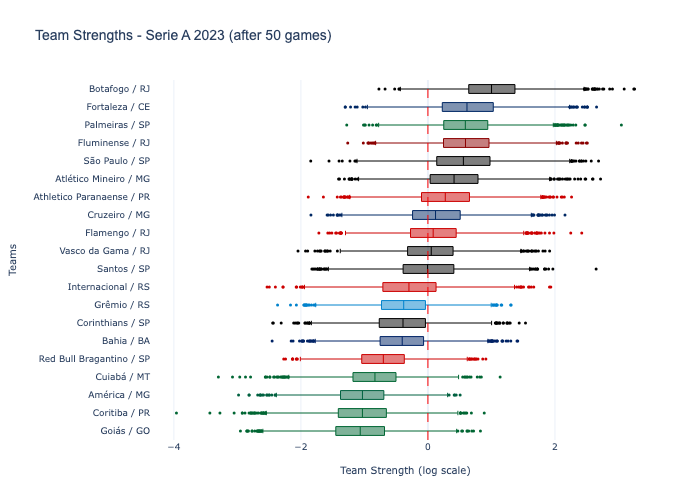 Team Strengths - Serie A 2023 (after 50 games)
Botafogo / RJ
Fortaleza / CE
Palmeiras / SP
Fluminense / RJ
São Paulo / SP
Atlético Mineiro / MG
Athletico Paranaense / PR
Cruzeiro / MG
Flamengo / RJ
Vasco da Gama / RJ
Santos / SP
Internacional / RS
Grêmio / RS
Corinthians / SP
Bahia / BA
Red Bull Bragantino / SP
Cuiabá / MT
América / MG
Coritiba / PR
Goiás / GO
Teams
−4 −2 0 2
Team Strength (log scale)